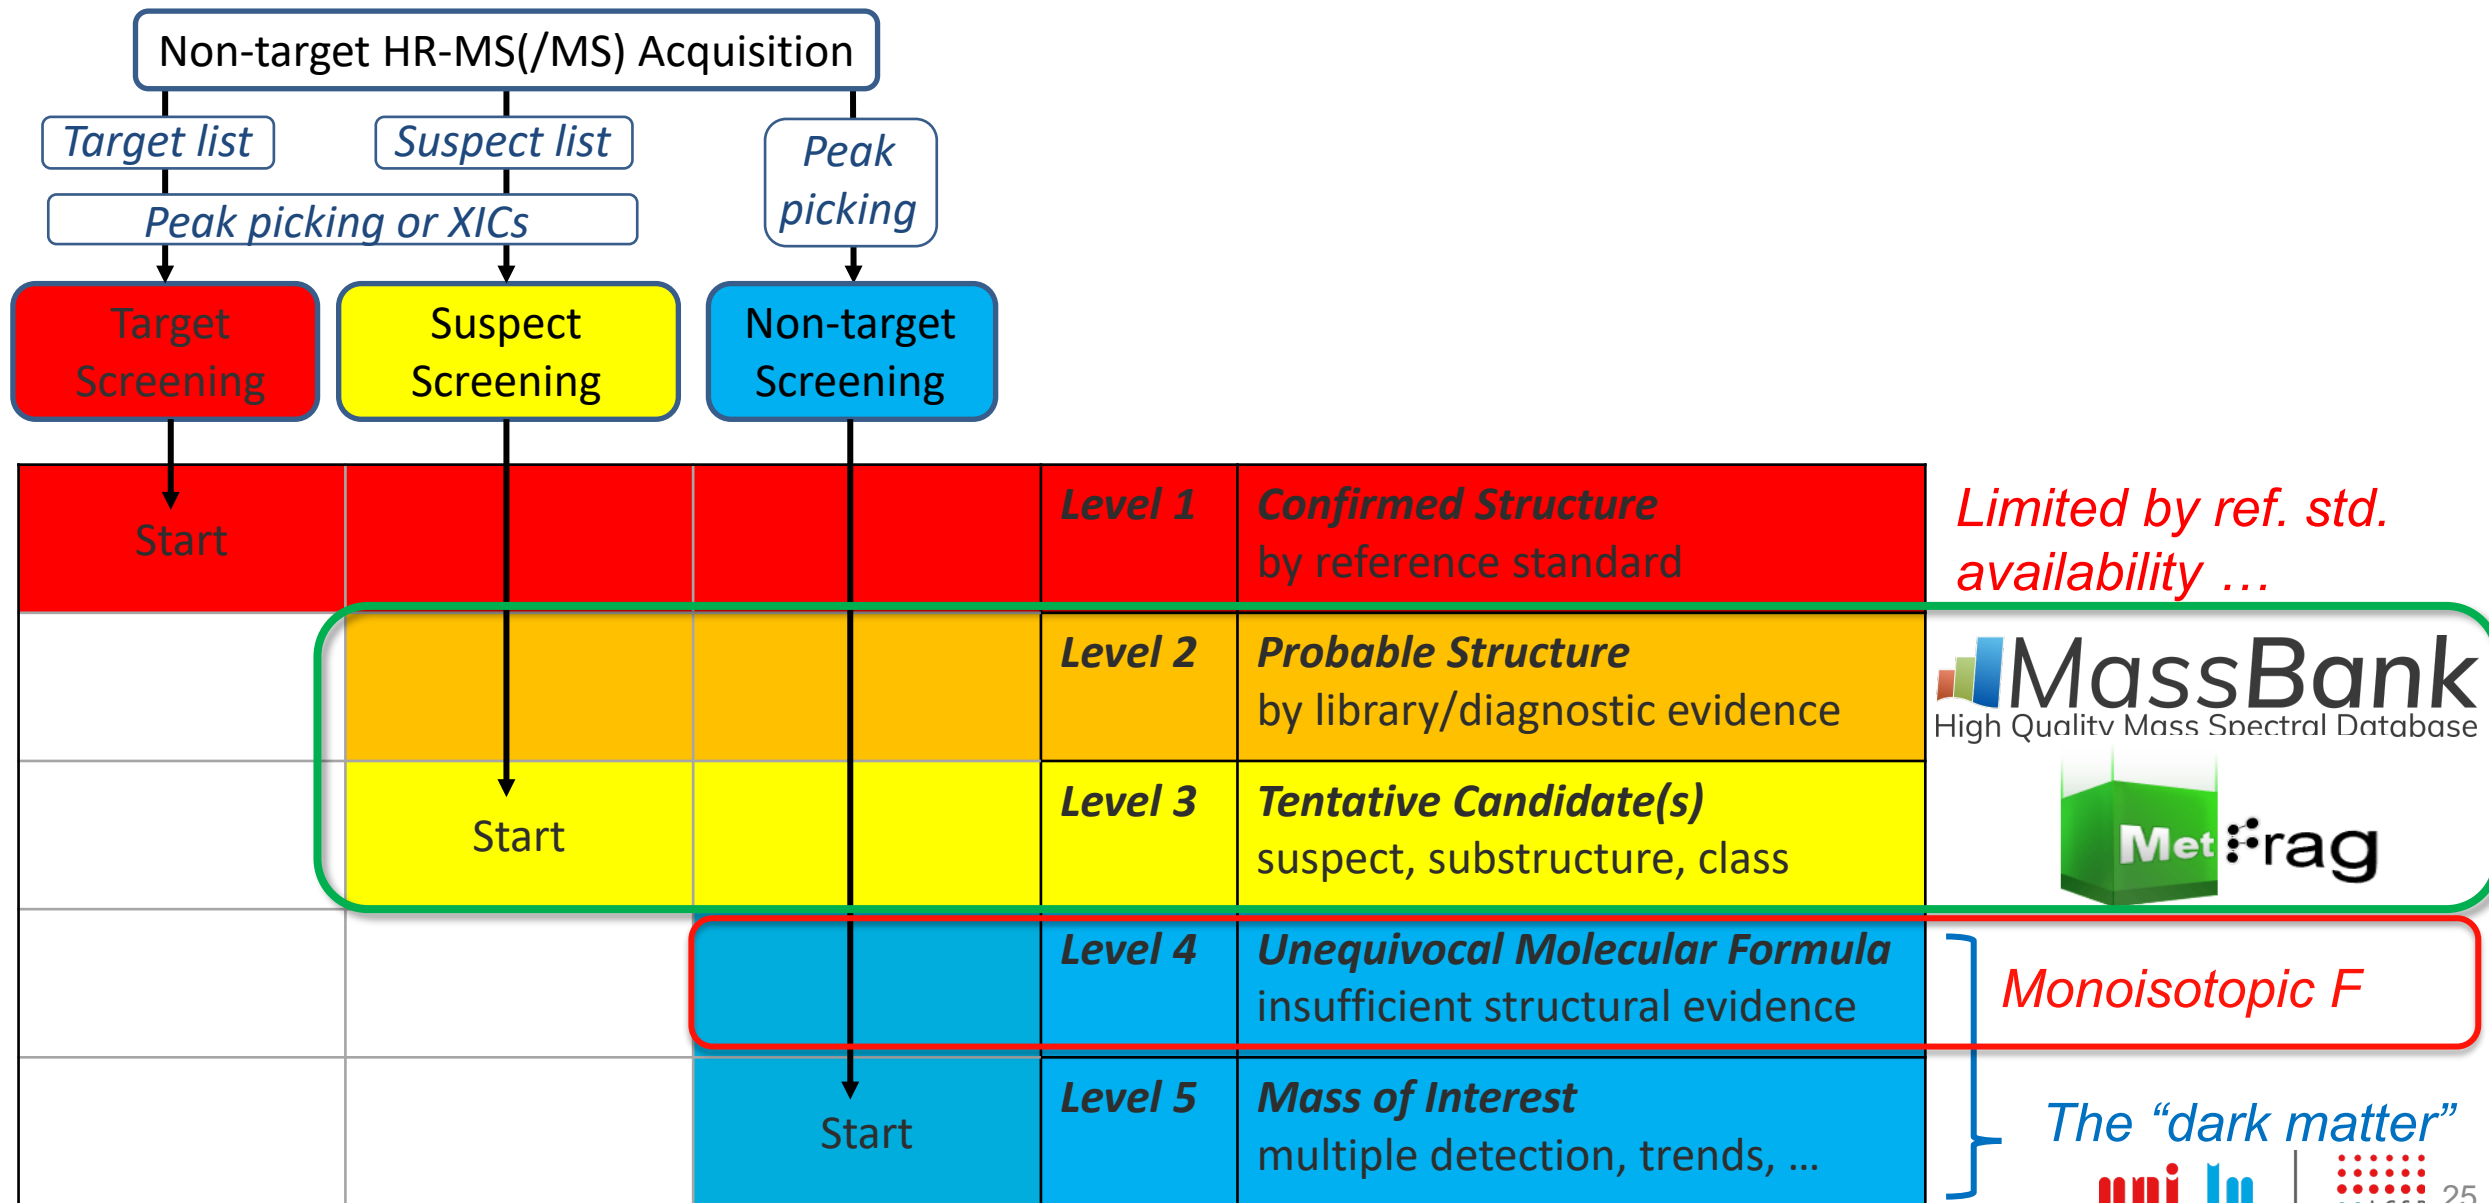 Non-target HR-MS(/MS) Acquisition
Target list
Suspect list
Peak
picking
Peak picking or XICs
Target
Screening
Suspect
Screening
Non-target
Screening
Start
Level 1
Confirmed Structure
by reference standard
Limited by ref. std.
availability ...
Level 2
Probable Structure
by library/diagnostic evidence
MassBank
High Quality Mass Spectral Database
Start
Level 3
Tentative Candidate(s)
suspect, substructure, class
MetFrag
Level 4
Unequivocal Molecular Formula
insufficient structural evidence
Monoisotopic F
Start
Level 5
Mass of Interest
multiple detection, trends, ...
The “dark matter”
uni lu
25